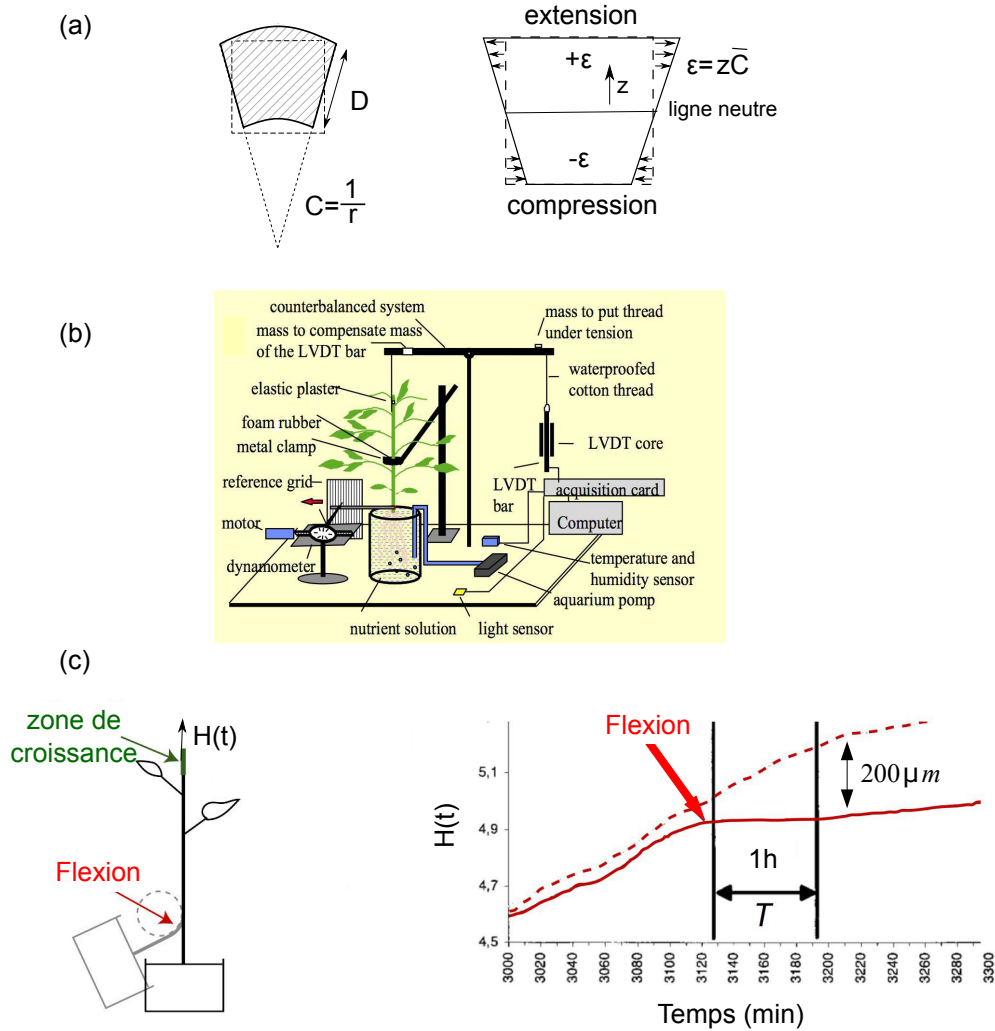 (a)
D
C=1/r
extension
+ε
z
ε=zC̄
ligne neutre
-ε
compression
(b)
counterbalanced system
mass to compensate mass
of the LVDT bar
mass to put thread
under tension
elastic plaster
waterproofed
cotton thread
foam rubber
metal clamp
LVDT core
reference grid
LVDT
bar
acquisition card
motor
Computer
dynamometer
temperature and
humidity sensor
aquarium pomp
nutrient solution
light sensor
(c)
zone de
croissance
H(t)
Flexion
Flexion
H(t)
5,1
4,9
4,7
4,5
200μm
1h
T
3000
3020
3040
3060
3080
3100
3120
3140
3160
3180
3200
3220
3240
3260
3280
3300
Temps (min)